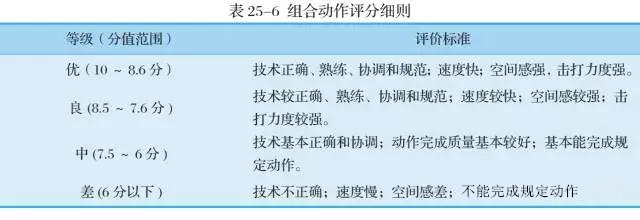 表 25–6 组合动作评分细则
等级（分值范围） 评价标准
优（10 ~ 8.6 分） 技术正确、熟练、协调和规范；速度快；空间感强，击打力度强。
良 (8.5 ~ 7.6 分） 技术较正确、熟练、协调和规范；速度较快；空间感较强；击
打力度较强。
中 (7.5 ~ 6 分） 技术基本正确和协调；动作完成质量基本较好；基本能完成规
定动作。
差 (6 分以下） 技术不正确；速度慢；空间感差；不能完成规定动作